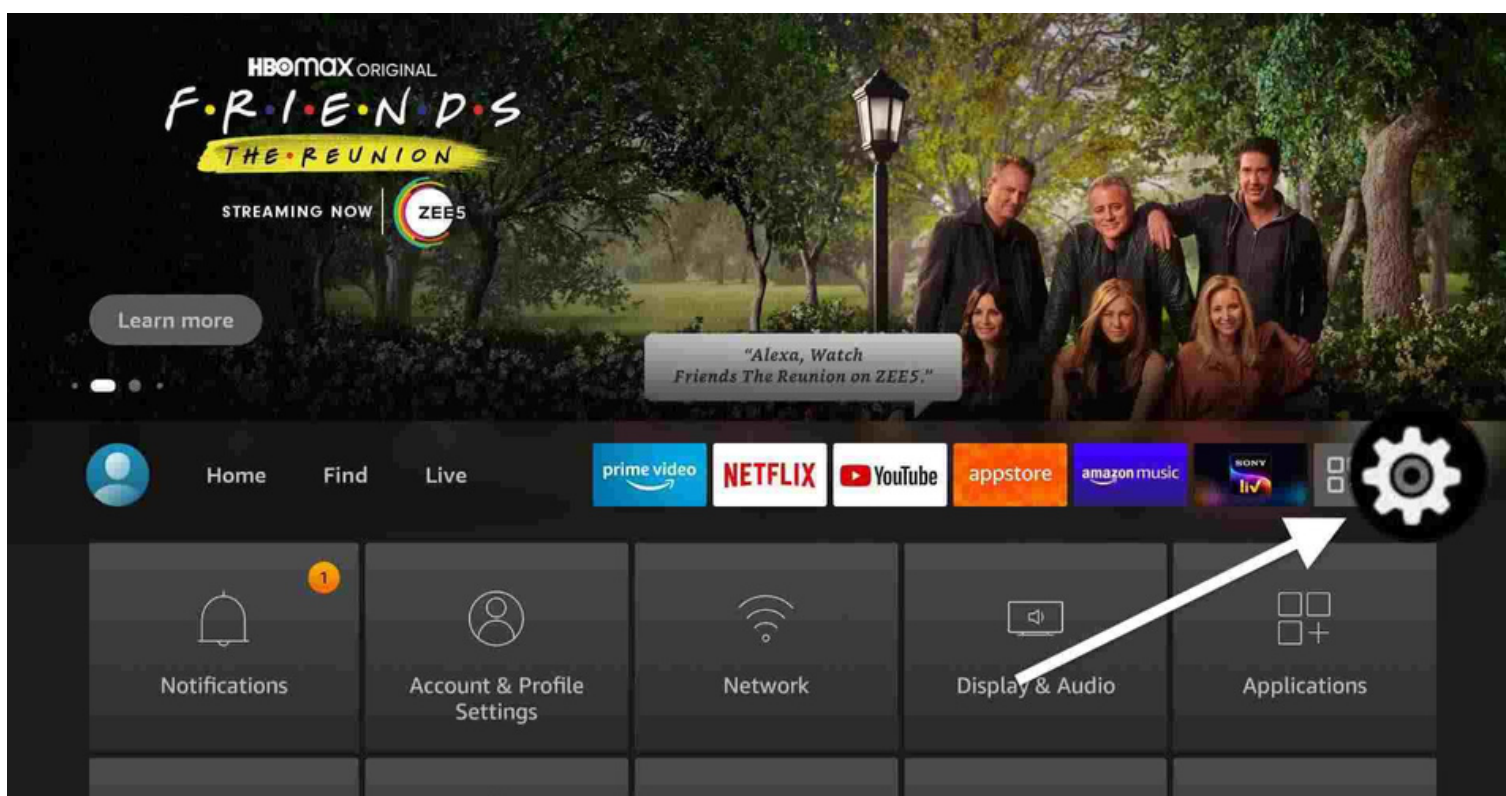 HBOMAX ORIGINAL
F·R·I·E·N·D·S
THE·REUNION
STREAMING NOW ZEE5
Learn more
“Alexa, Watch
Friends The Reunion on ZEE5.”
Home Find Live prime video NETFLIX YouTube appstore amazon music SONY liv
1
Notifications
Account & Profile
Settings
Network
Display & Audio
Applications